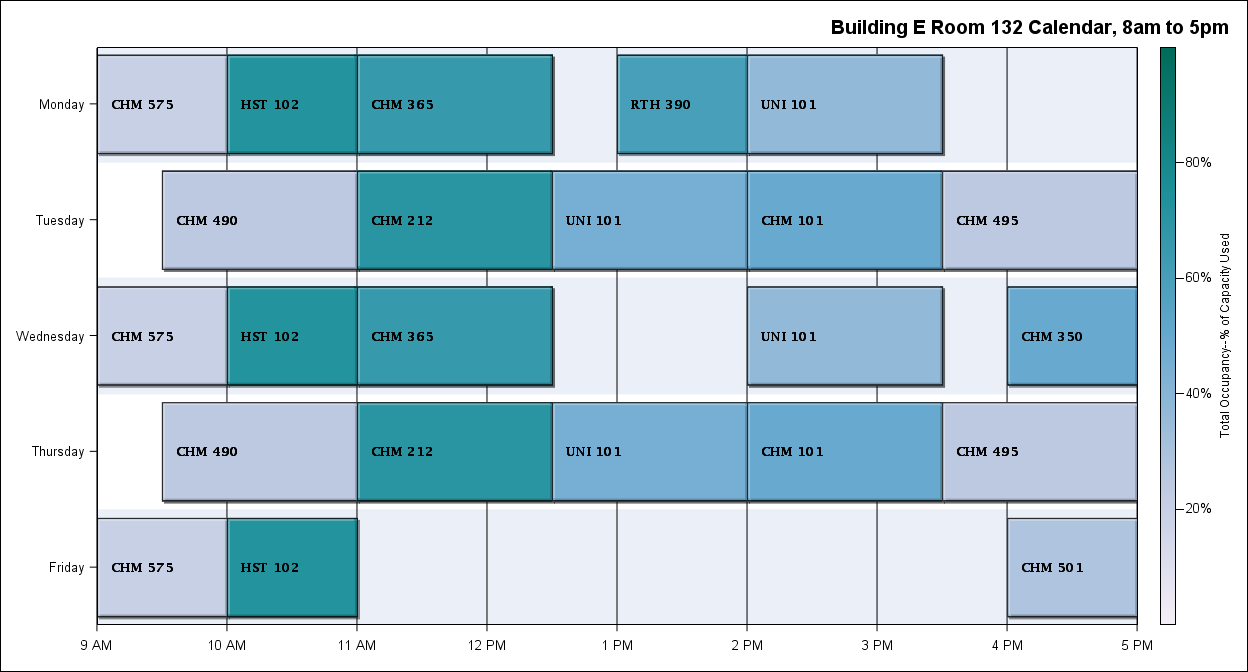 Building E Room 132 Calendar, 8am to 5pm
Monday
CHM 575
HST 102
CHM 365
RTH 390
UNI 101
Tuesday
CHM 490
CHM 212
UNI 101
CHM 101
CHM 495
Wednesday
CHM 575
HST 102
CHM 365
UNI 101
CHM 350
Thursday
CHM 490
CHM 212
UNI 101
CHM 101
CHM 495
Friday
CHM 575
HST 102
CHM 501
9 AM
10 AM
11 AM
12 PM
1 PM
2 PM
3 PM
4 PM
5 PM
80%
60%
40%
20%
Total Occupancy--% of Capacity Used